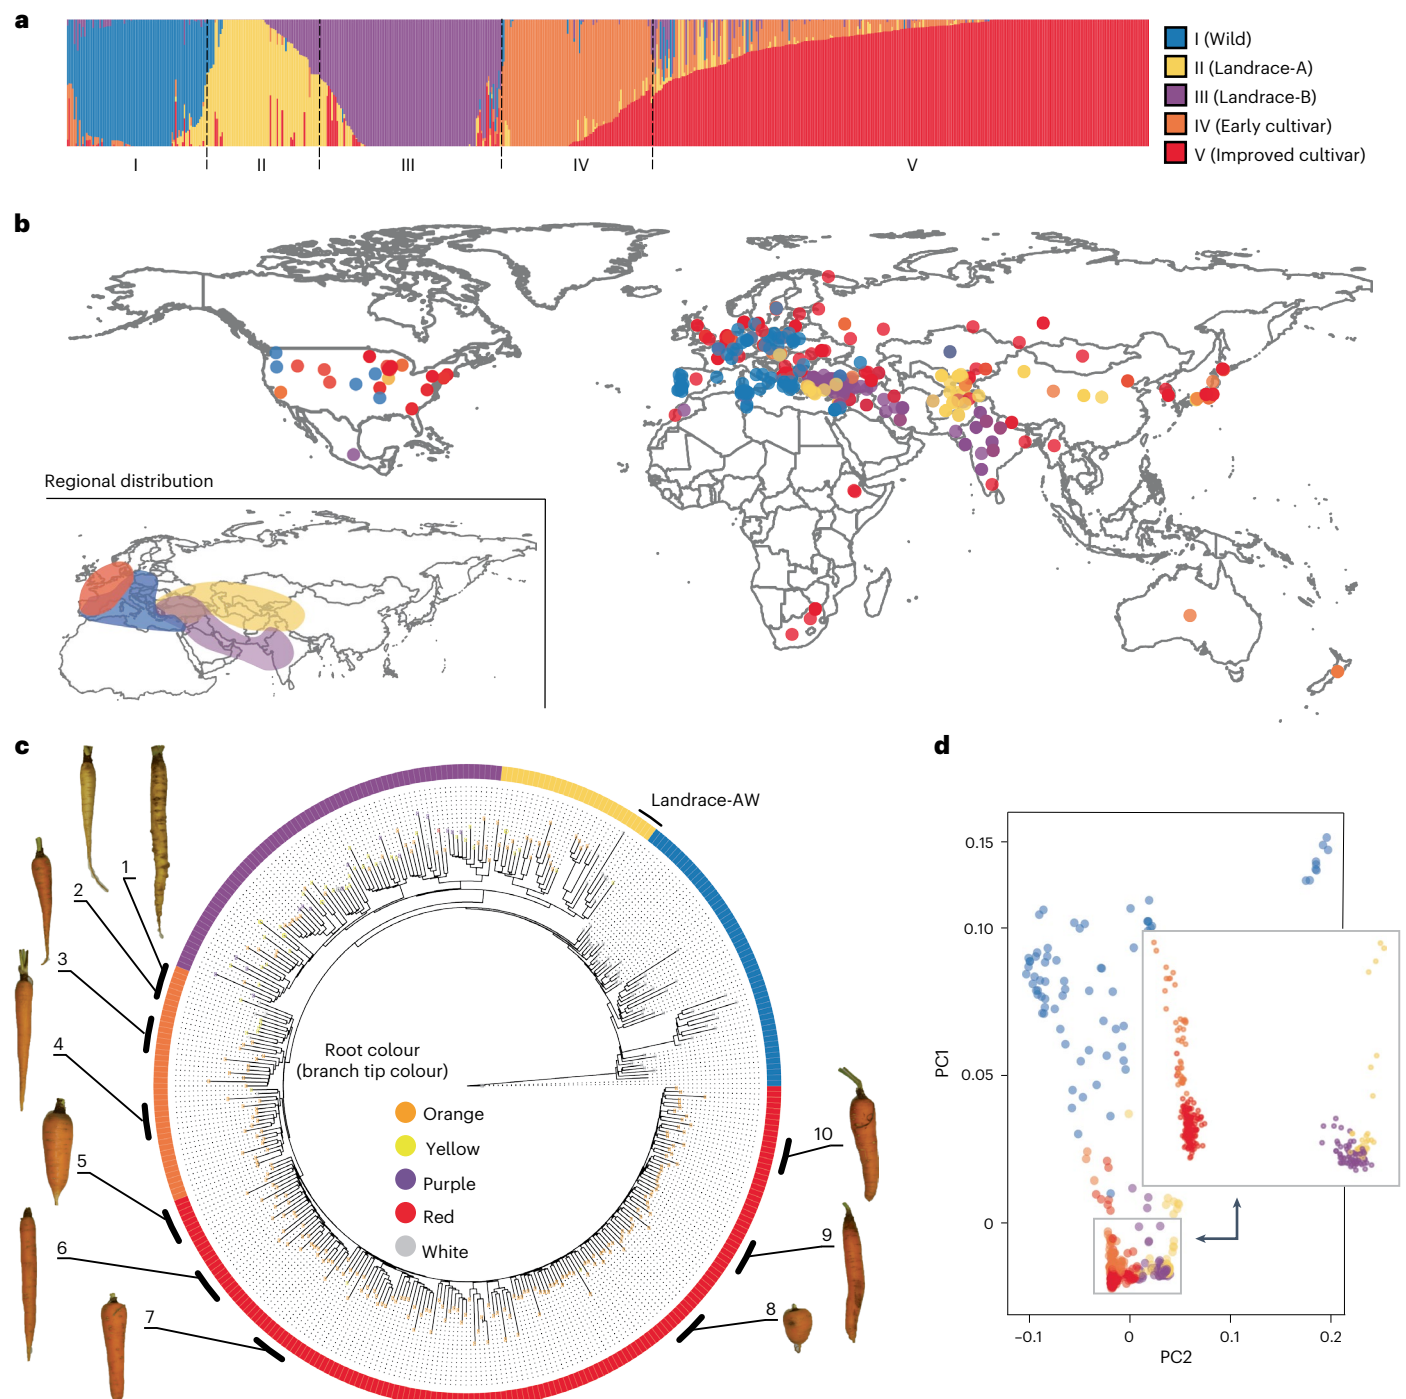 a
I (Wild)
II (Landrace-A)
III (Landrace-B)
IV (Early cultivar)
V (Improved cultivar)
I II III IV V
b
Regional distribution
c
Landrace-AW
1
2
3
4
5
6
7
8
9
10
Root colour
(branch tip colour)
Orange
Yellow
Purple
Red
White
d
0.15
0.10
0.05
0
PC1
–0.1 0 0.1 0.2
PC2